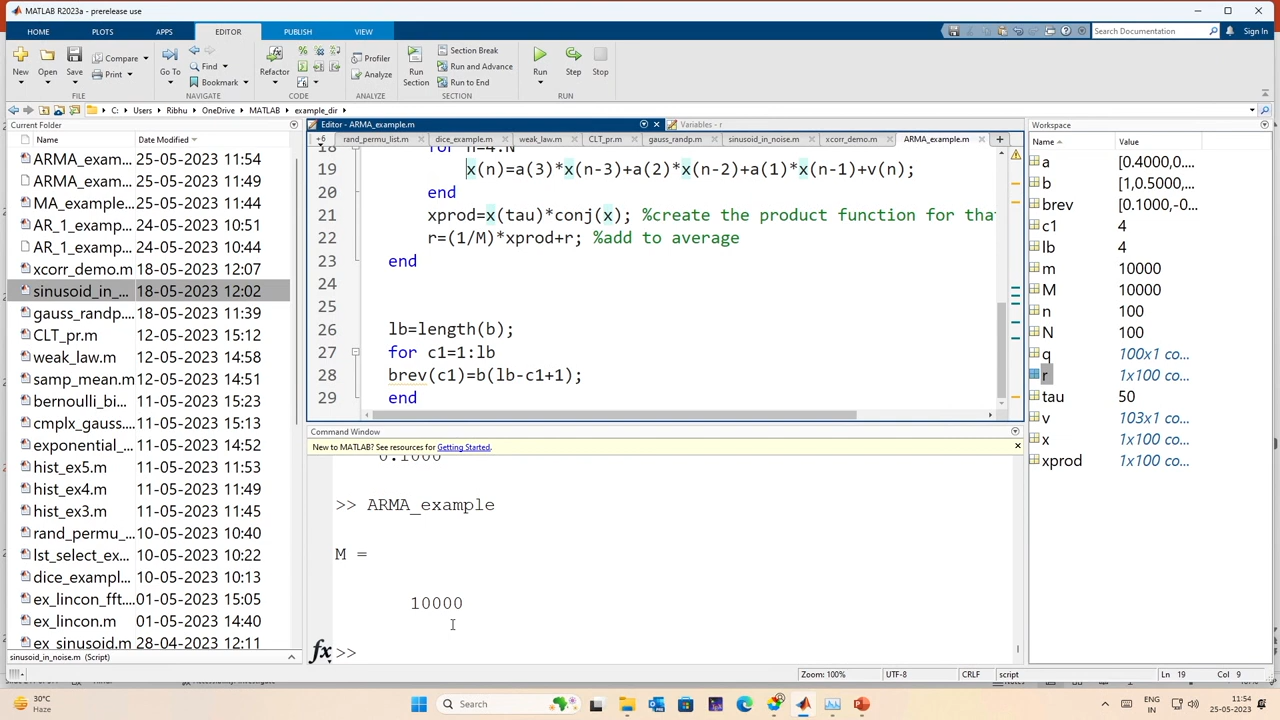 MATLAB R2023a - prerelease use
HOME PLOTS APPS EDITOR PUBLISH VIEW
Search Documentation Sign In
New Open Save Compare Print Go To Find Bookmark Refactor Profiler Analyze Run Section Section Break Run and Advance Run to End Run Step Stop
FILE NAVIGATE CODE ANALYZE SECTION RUN
C: Users Ribhu OneDrive MATLAB example_dir
Current Folder
Name Date Modified
ARMA_exam... 25-05-2023 11:54
ARMA_exam... 25-05-2023 11:49
MA_example... 25-05-2023 11:49
AR_1_examp... 24-05-2023 10:51
AR_1_examp... 24-05-2023 10:44
xcorr_demo.m 18-05-2023 12:07
sinusoid_in_... 18-05-2023 12:02
gauss_randp... 18-05-2023 11:39
CLT_pr.m 12-05-2023 15:12
weak_law.m 12-05-2023 14:58
samp_mean.m 12-05-2023 14:51
bernoulli_bi... 11-05-2023 15:23
cmplx_gauss... 11-05-2023 15:13
exponential_... 11-05-2023 14:52
hist_ex5.m 11-05-2023 11:53
hist_ex4.m 11-05-2023 11:49
hist_ex3.m 11-05-2023 11:45
rand_permu_... 10-05-2023 10:40
lst_select_ex... 10-05-2023 10:22
dice_exampl... 10-05-2023 10:13
ex_lincon_fft... 01-05-2023 15:05
ex_lincon.m 01-05-2023 14:40
ex_sinusoid.m 28-04-2023 12:11
sinusoid_in_noise.m (Script)
Editor - ARMA_example.m Variables - r
rand_permu_list.m dice_example.m weak_law.m CLT_pr.m gauss_randp.m sinusoid_in_noise.m xcorr_demo.m ARMA_example.m
18 for n=4:N
19 x(n)=a(3)*x(n-3)+a(2)*x(n-2)+a(1)*x(n-1)+v(n);
20 end
21 xprod=x(tau)*conj(x); %create the product function for tha
22 r=(1/M)*xprod+r; %add to average
23 end
24
25
26 lb=length(b);
27 for c1=1:lb
28 brev(c1)=b(lb-c1+1);
29 end
Command Window
New to MATLAB? See resources for Getting Started.
0.1000
>> ARMA_example
M =
10000
fx >>
Workspace
Name Value
a [0.4000,0....
b [1,0.5000,...
brev [0.1000,-0...
c1 4
lb 4
m 10000
M 10000
n 100
N 100
q 100x1 co...
r 1x100 co...
tau 50
v 103x1 co...
x 1x100 co...
xprod 1x100 co...
Zoom: 100% UTF-8 CRLF script Ln 19 Col 9
30°C
Haze
Search
ENG
IN
11:54
25-05-2023